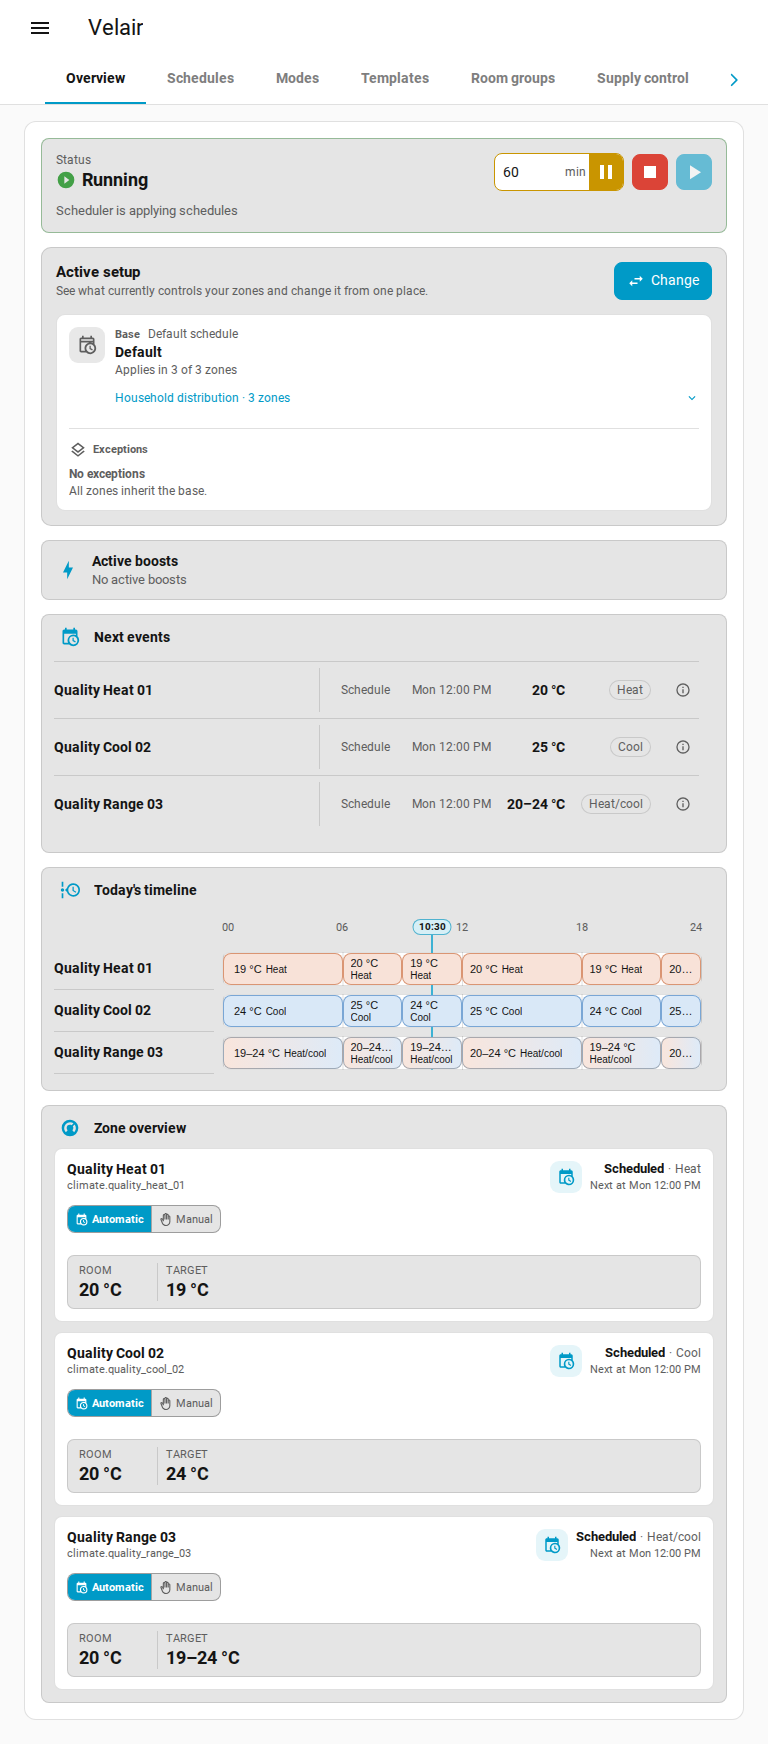 Velair
Overview Schedules Modes Templates Room groups Supply control
Status
Running
60 min
Scheduler is applying schedules
Active setup
See what currently controls your zones and change it from one place.
Change
Base Default schedule
Default
Applies in 3 of 3 zones
Household distribution · 3 zones
Exceptions
No exceptions
All zones inherit the base.
Active boosts
No active boosts
Next events
Quality Heat 01 Schedule Mon 12:00 PM 20 °C Heat
Quality Cool 02 Schedule Mon 12:00 PM 25 °C Cool
Quality Range 03 Schedule Mon 12:00 PM 20–24 °C Heat/cool
Today's timeline
00 06 10:30 12 18 24
Quality Heat 01 19 °C Heat 20 °C Heat 19 °C Heat 20 °C Heat 19 °C Heat 20...
Quality Cool 02 24 °C Cool 25 °C Cool 24 °C Cool 25 °C Cool 24 °C Cool 25...
Quality Range 03 19–24 °C Heat/cool 20–24... Heat/cool 19–24... Heat/cool 20–24 °C Heat/cool 19–24 °C Heat/cool 20...
Zone overview
Quality Heat 01
climate.quality_heat_01
Scheduled · Heat
Next at Mon 12:00 PM
Automatic Manual
ROOM TARGET
20 °C 19 °C
Quality Cool 02
climate.quality_cool_02
Scheduled · Cool
Next at Mon 12:00 PM
Automatic Manual
ROOM TARGET
20 °C 24 °C
Quality Range 03
climate.quality_range_03
Scheduled · Heat/cool
Next at Mon 12:00 PM
Automatic Manual
ROOM TARGET
20 °C 19–24 °C